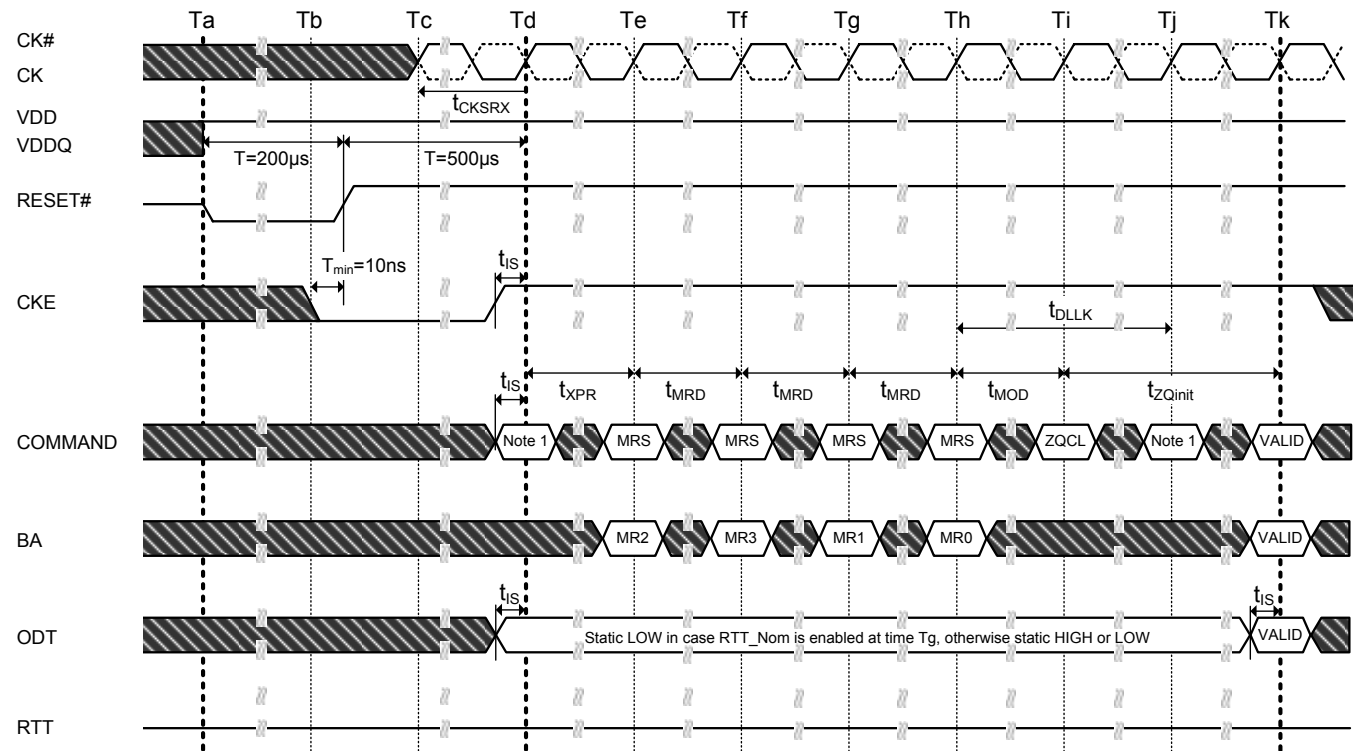 Ta Tb Tc Td Te Tf Tg Th Ti Tj Tk
CK#
CK
tCKSRX
VDD
VDDQ
T=200µs T=500µs
RESET#
Tmin=10ns tIS
CKE
tDLLK
tIS tXPR tMRD tMRD tMRD tMOD tZQinit
COMMAND Note 1 MRS MRS MRS MRS ZQCL Note 1 VALID
BA MR2 MR3 MR1 MR0 VALID
tIS tIS
ODT Static LOW in case RTT_Nom is enabled at time Tg, otherwise static HIGH or LOW VALID
RTT